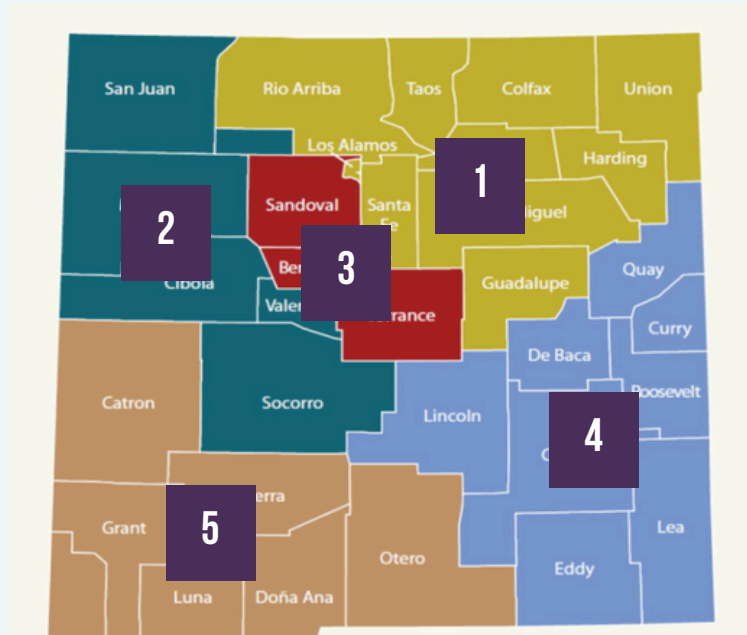 San Juan
Rio Arriba
Taos
Colfax
Union
Los Alamos
Harding
1
Sandoval
Santa
Fe
iguel
2
3
Ber
Quay
Cibola
Guadalupe
Valen
rrance
Curry
De Baca
Roosevelt
Catron
Socorro
Lincoln
4
C
erra
Grant
5
Otero
Lea
Eddy
Luna
Doña Ana